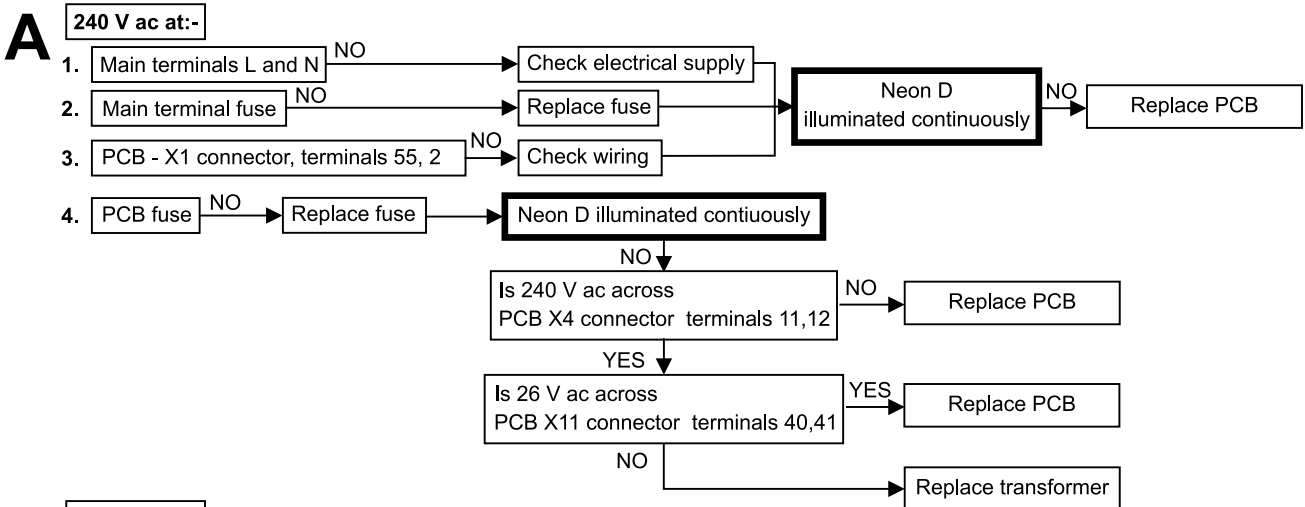 A
240 V ac at:-
1. Main terminals L and N NO Check electrical supply
2. Main terminal fuse NO Replace fuse
Neon D
illuminated continuously
NO Replace PCB
3. PCB - X1 connector, terminals 55, 2 NO Check wiring
4. PCB fuse NO Replace fuse Neon D illuminated contiuously
NO
Is 240 V ac across
PCB X4 connector terminals 11,12
NO Replace PCB
YES
Is 26 V ac across
PCB X11 connector terminals 40,41
YES Replace PCB
NO
Replace transformer